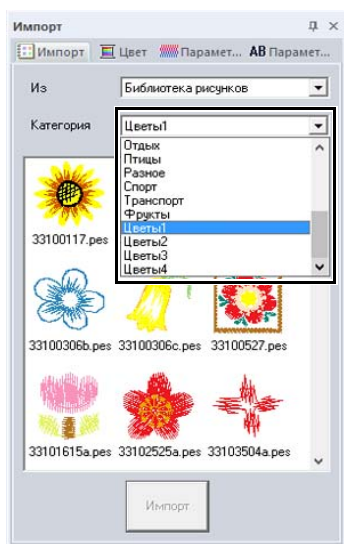 Импорт
Импорт Цвет Парамет... AB Парамет...
Из Библиотека рисунков
Категория Цветы1
Отдых
Птицы
Разное
Спорт
Транспорт
Фрукты
Цветы1
Цветы2
Цветы3
Цветы4
33100117.pes
33100306b.pes 33100306c.pes 33100527.pes
33101615a.pes 33102525a.pes 33103504a.pes
Импорт